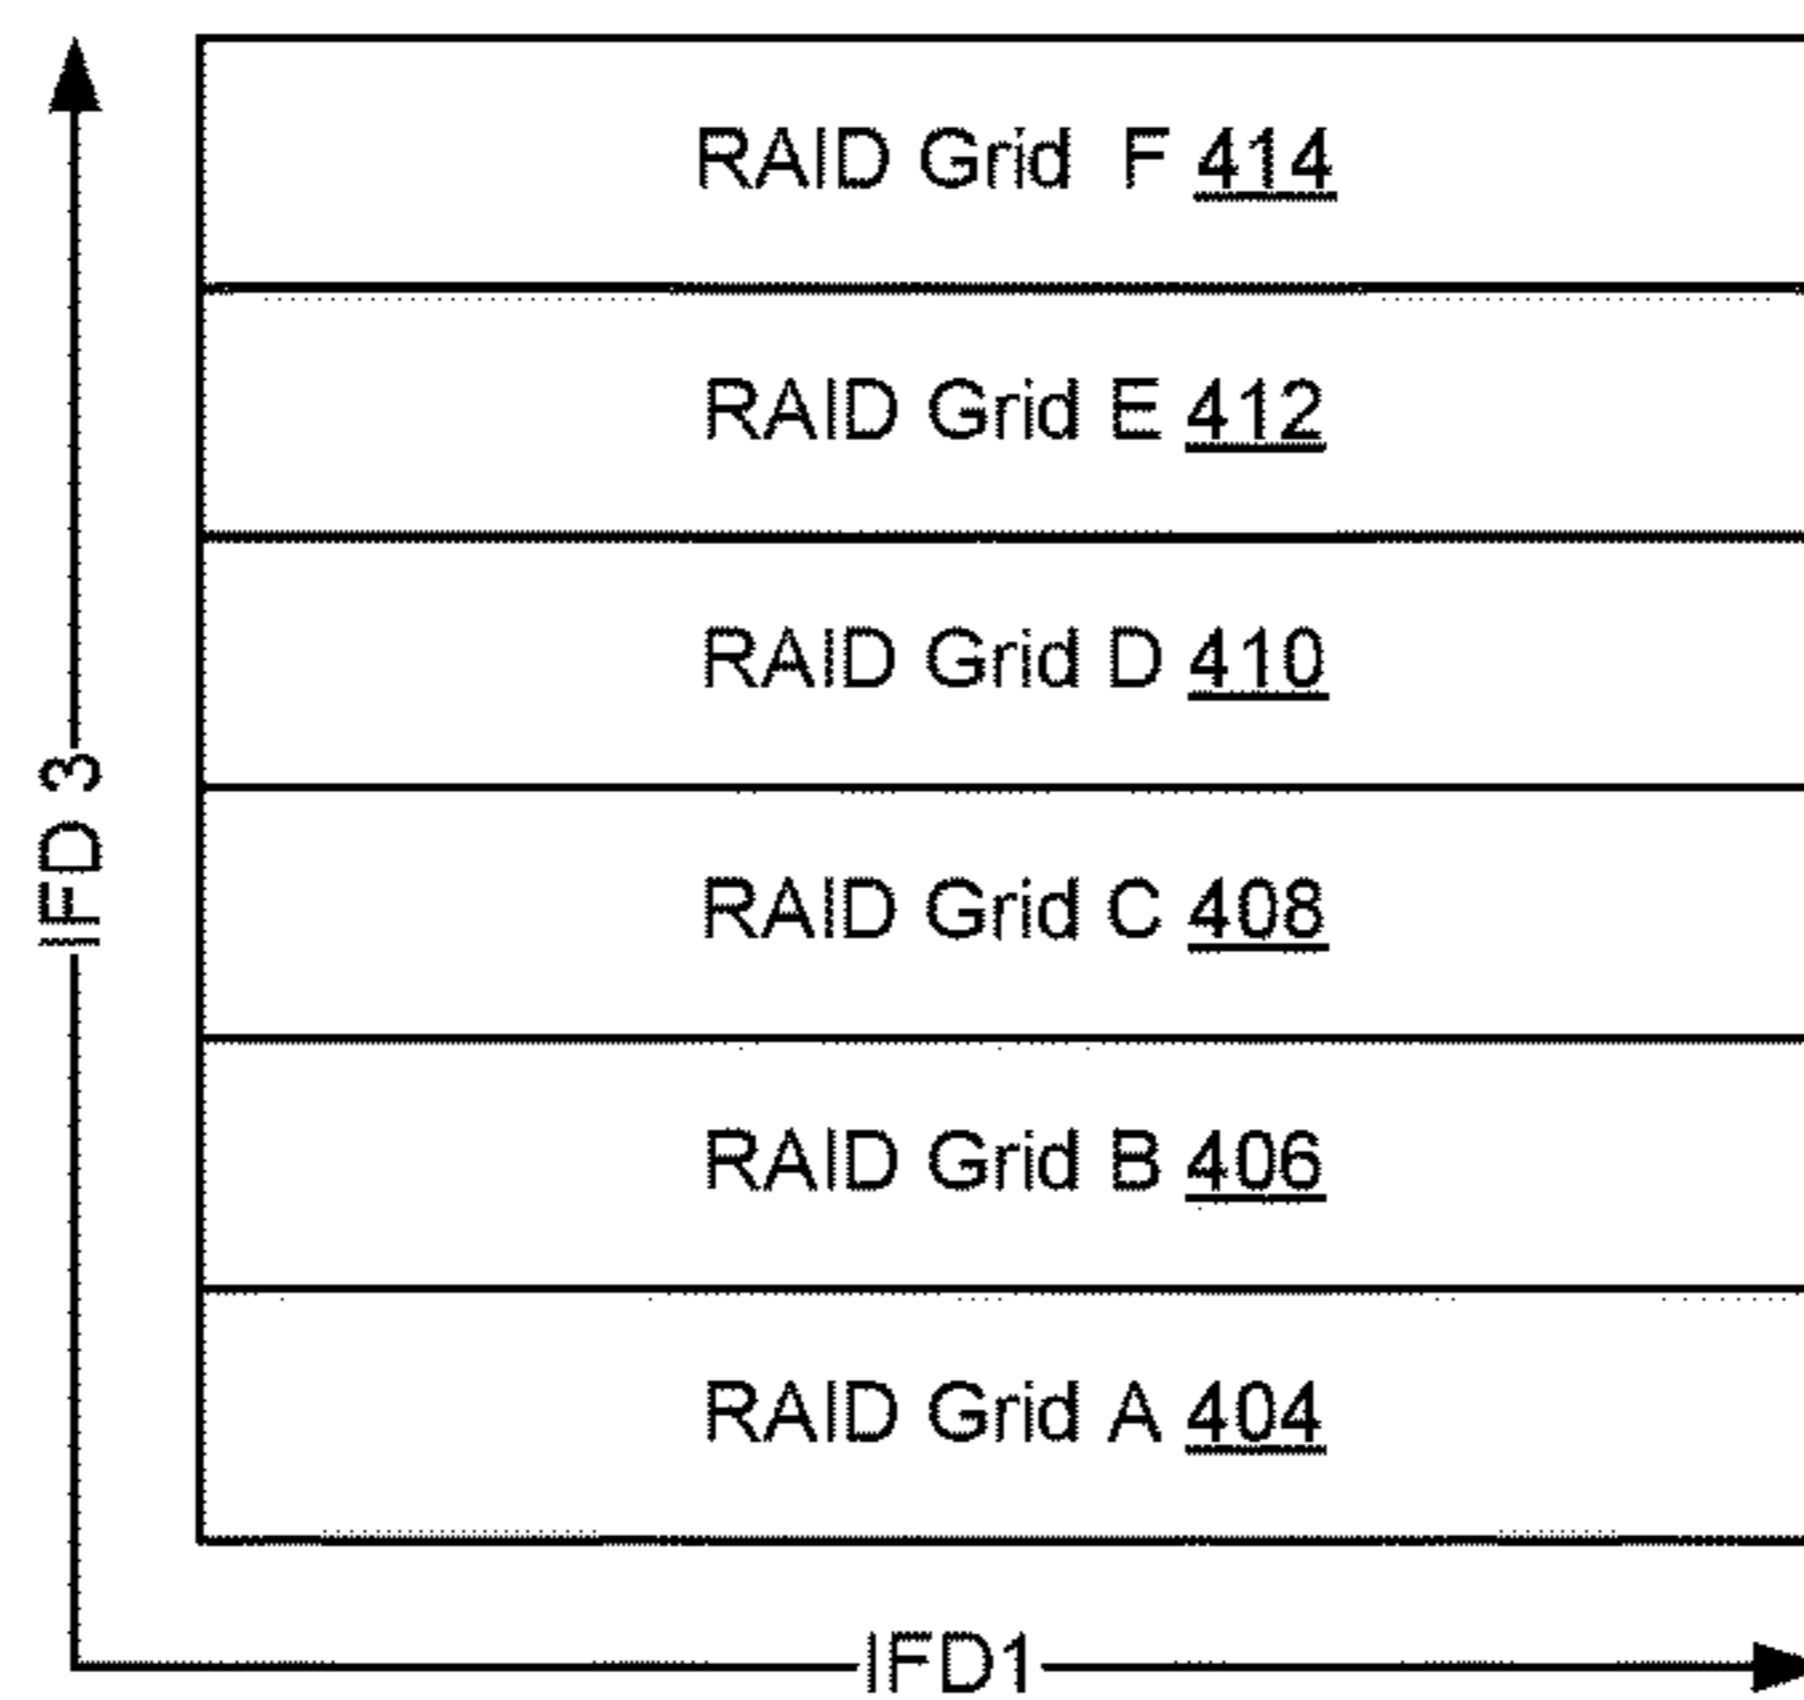 RAID Grid F 414
RAID Grid E 412
RAID Grid D 410
IFD 3
RAID Grid C 408
RAID Grid B 406
RAID Grid A 404
IFD1